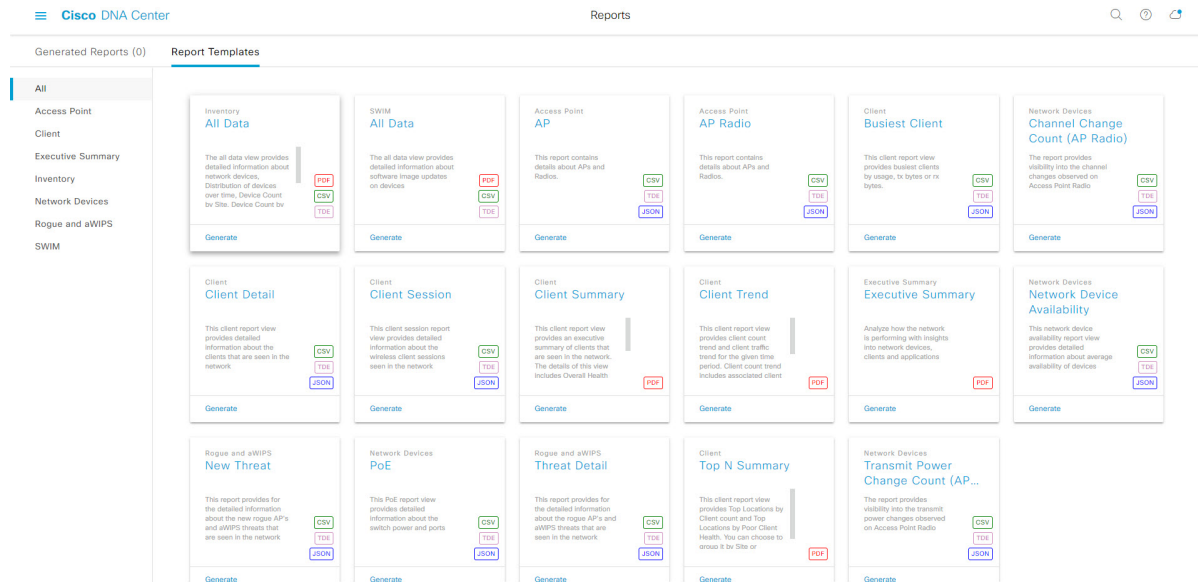 Cisco DNA Center
Reports
Generated Reports (0)
Report Templates
All
Access Point
Client
Executive Summary
Inventory
Network Devices
Rogue and aWIPS
SWIM
Inventory
All Data
The all data view provides
detailed information about
network devices,
Distribution of devices
over time, Device Count
by Site. Device Count by
PDF
CSV
TDE
Generate
SWIM
All Data
The all data view provides
detailed information about
software image updates
on devices
PDF
CSV
TDE
Generate
Access Point
AP
This report contains
details about APs and
Radios.
CSV
TDE
JSON
Generate
Access Point
AP Radio
This report contains
details about APs and
Radios.
CSV
TDE
JSON
Generate
Client
Busiest Client
This client report view
provides busiest clients
by usage, tx bytes or rx
bytes.
CSV
TDE
JSON
Generate
Network Devices
Channel Change
Count (AP Radio)
The report provides
visibility into the channel
changes observed on
Access Point Radio
CSV
TDE
JSON
Generate
Client
Client Detail
This client report view
provides detailed
information about the
clients that are seen in the
network
CSV
TDE
JSON
Generate
Client
Client Session
This client session report
view provides detailed
information about the
wireless client sessions
seen in the network
CSV
TDE
JSON
Generate
Client
Client Summary
This client report view
provides an executive
summary of clients that
are seen in the network.
The details of this view
includes Overall Health
PDF
Generate
Client
Client Trend
This client report view
provides client count
trend and client traffic
trend for the given time
period. Client count trend
includes associated client
PDF
Generate
Executive Summary
Executive Summary
Analyze how the network
is performing with insights
into network devices,
clients and applications
PDF
Generate
Network Devices
Network Device
Availability
This network device
availability report view
provides detailed
information about average
availability of devices
CSV
TDE
JSON
Generate
Rogue and aWIPS
New Threat
This report provides for
the detailed information
about the new rogue AP's
and aWIPS threats that
are seen in the network
CSV
TDE
JSON
Generate
Network Devices
PoE
This PoE report view
provides detailed
information about the
switch power and ports
CSV
TDE
JSON
Generate
Rogue and aWIPS
Threat Detail
This report provides for
the detailed information
about the rogue AP's and
aWIPS threats that are
seen in the network
CSV
TDE
JSON
Generate
Client
Top N Summary
This client report view
provides Top Locations by
Client count and Top
Locations by Poor Client
Health. You can choose to
group it by Site or
PDF
Generate
Network Devices
Transmit Power
Change Count (AP...
The report provides
visibility into the transmit
power changes observed
on Access Point Radio
CSV
TDE
JSON
Generate